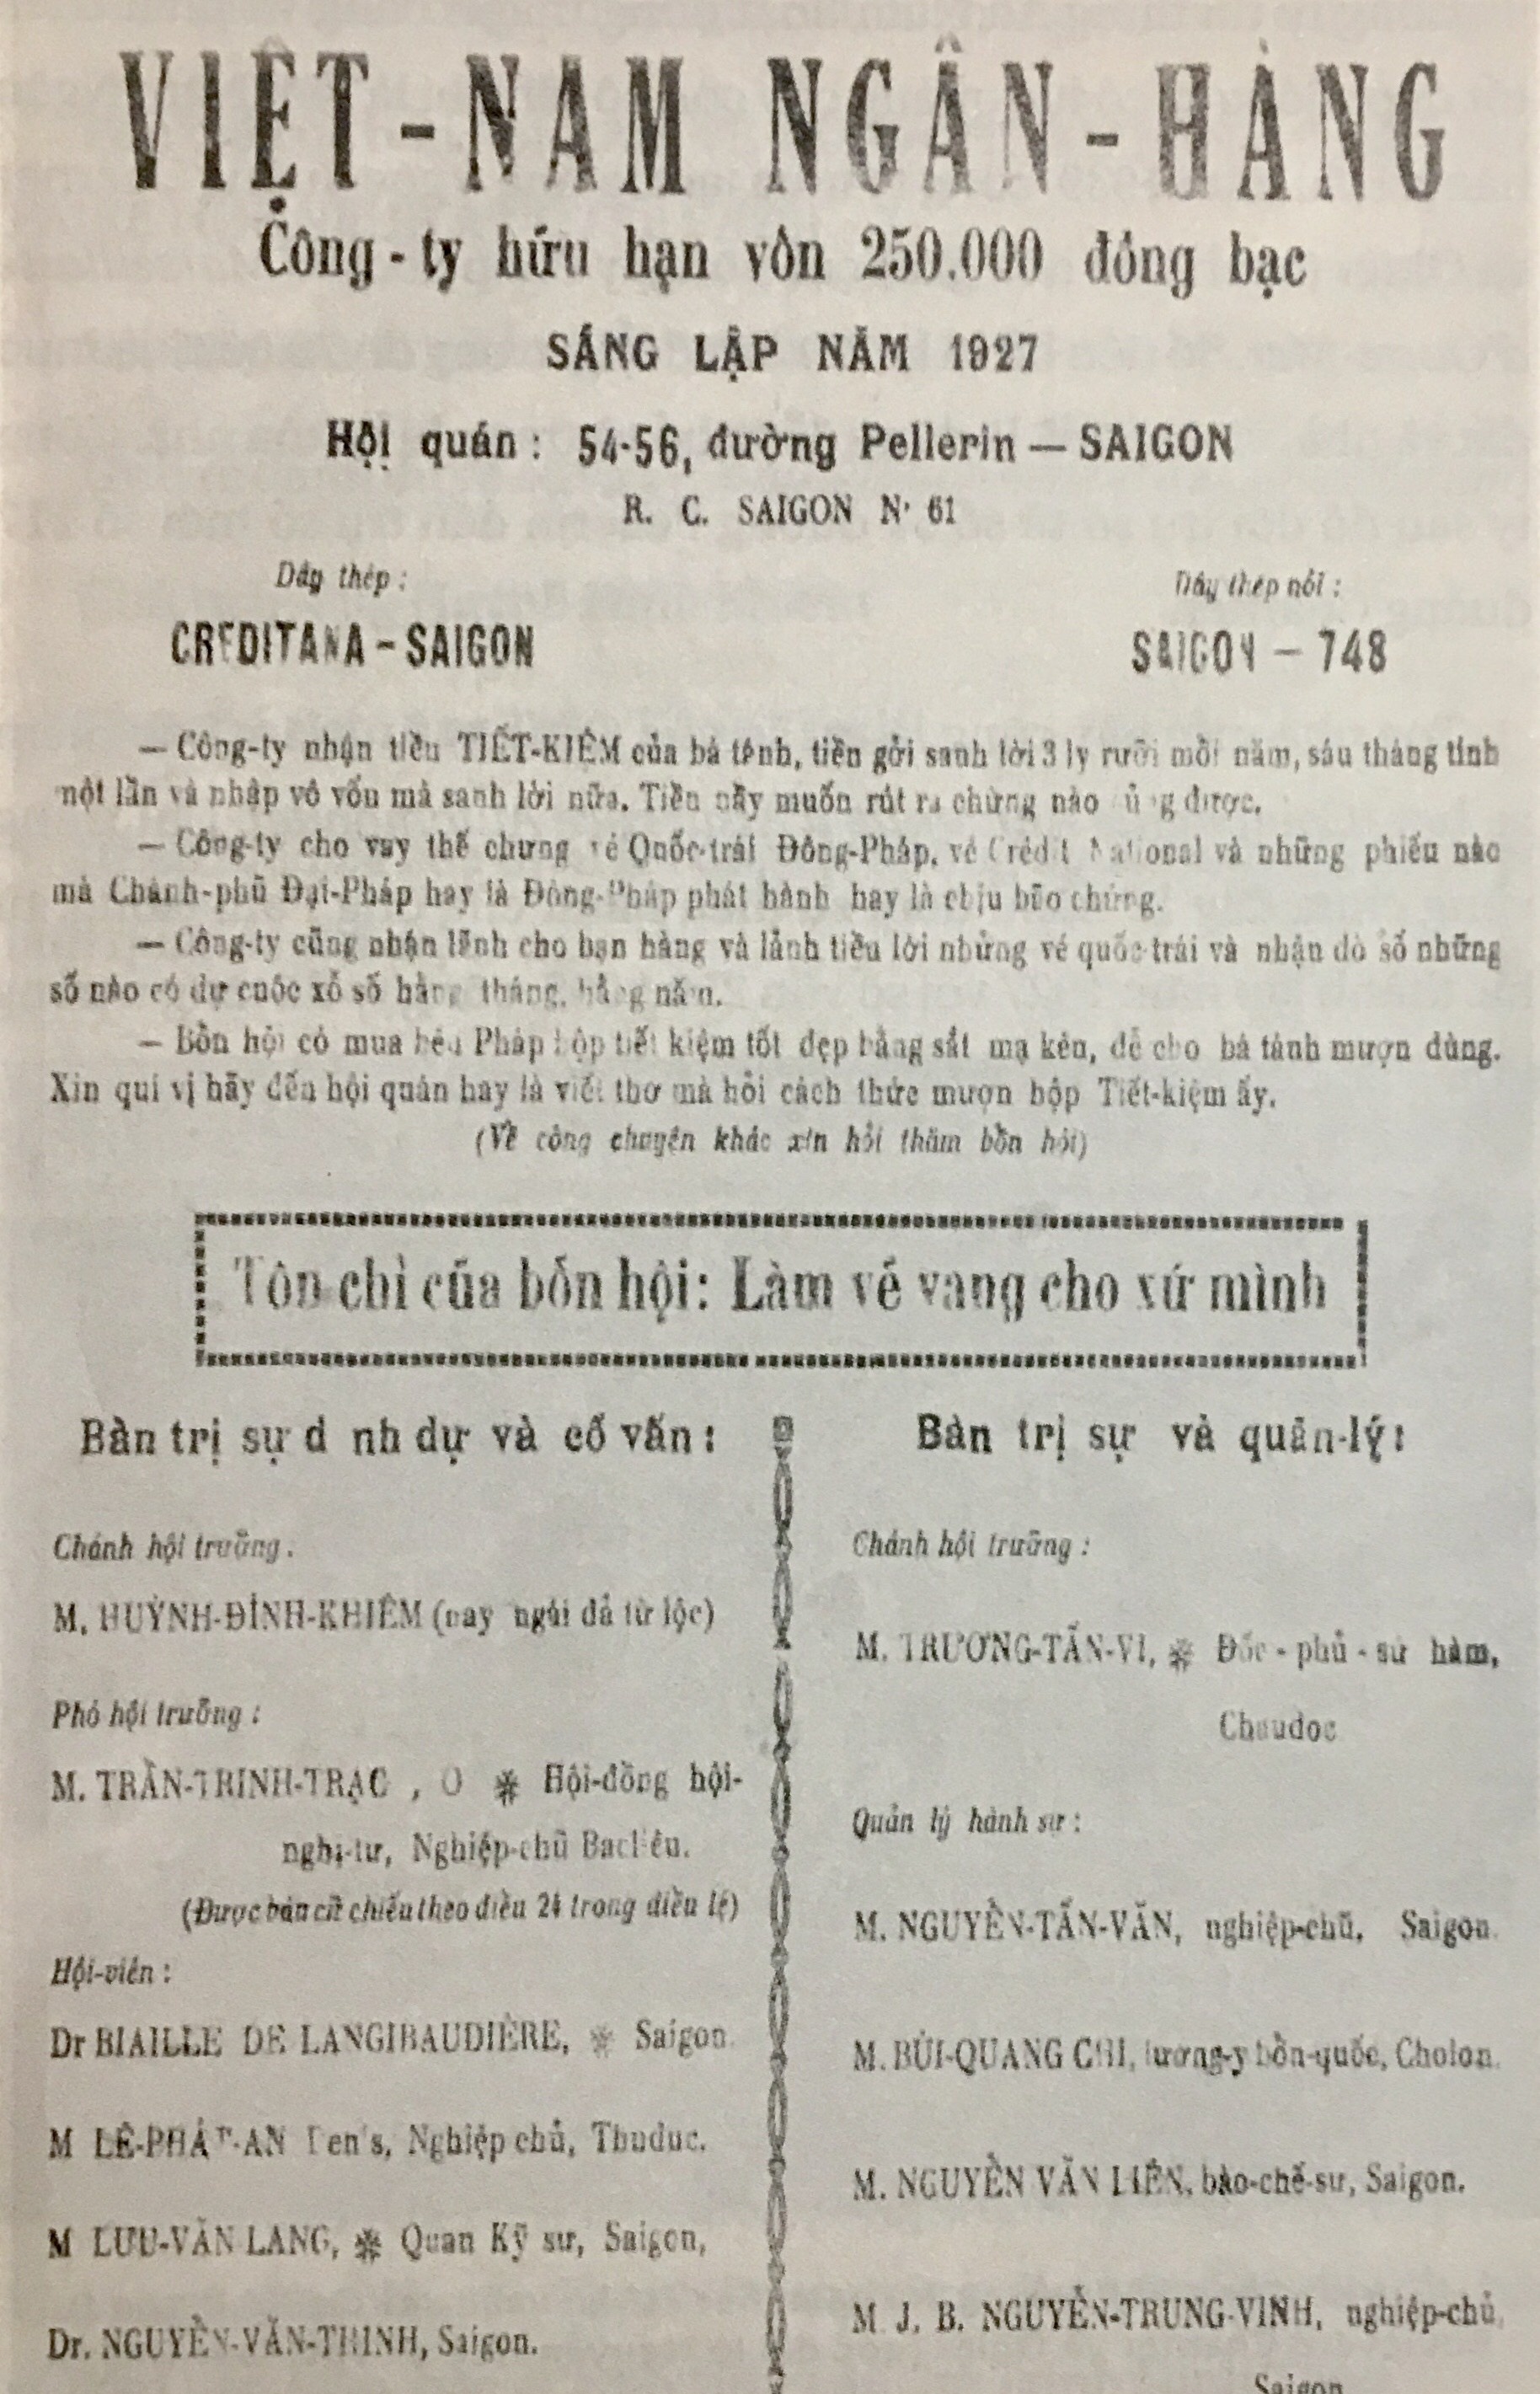 VIỆT-NAM NGÂN-HÀNG
Công-ty hữu hạn vốn 250.000 đồng bạc
SÁNG LẬP NĂM 1927
Hội quán : 54-56, đường Pellerin — SAIGON
R. C. SAIGON N· 61
Dây thép :
CREDITANA – SAIGON
Dây thép nói :
SAIGON — 748
— Công-ty nhận tiền TIẾT-KIỆM của bá tánh, tiền gởi sanh lời 3 ly rưỡi mỗi năm, sáu tháng tính
một lần và nhập vô vốn mà sanh lời nữa. Tiền nầy muốn rút ra chừng nào cũng được.
— Công-ty cho vay thế chưng vé Quốc-trái Đông-Pháp, vé Crédit National và những phiếu nào
mà Chánh-phủ Đại-Pháp hay là Đông-Pháp phát hành hay là chịu bảo chứng.
— Công-ty cũng nhận lãnh cho bạn hàng và lảnh tiền lời những vé quốc-trái và nhận dò số những
số nào có dự cuộc xổ số hằng tháng, hằng năm.
— Bổn hội có mua bên Pháp hộp tiết kiệm tốt đẹp bằng sắt mạ kên, để cho bá tánh mượn dùng.
Xin quí vị hãy đến hội quán hay là viết thơ mà hỏi cách thức mượn hộp Tiết-kiệm ấy.
(Về công chuyện khác xin hỏi thăm bổn hội)
Tôn chỉ của bổn hội: Làm vẻ vang cho xứ mình
Bàn trị sự d nh dự và cố vấn :
Chánh hội trưởng.
M. HUỲNH-ĐÌNH-KHIÊM (nay ngài đả từ lộc)
Phó hội trưởng :
M. TRẦN-TRINH-TRẠC , O ❋ Hội-đồng hội-
nghị-tư, Nghiệp-chủ Bacliêu.
(Được bàn cử chiếu theo điều 24 trong điều lệ)
Hội-viên :
Dr BIAILLE DE LANGIBAUDIÈRE, ❋ Saigon.
M LÊ-PHÁT-AN Denis, Nghiệp chủ, Thuduc.
M LƯU-VĂN LANG, ❋ Quan Kỹ sư, Saigon,
Dr. NGUYỄN-VĂN-THINH, Saigon.
Bàn trị sự và quản-lý :
Chánh hội trưởng :
M. TRƯƠNG-TẤN-VỊ, ❋ Đốc - phủ - sứ hàm,
Chaudoc
Quản lý hành sự :
M. NGUYỄN-TẤN-VĂN, nghiệp-chủ, Saigon.
M. BÙI-QUANG CHI, lương-y bổn-quốc, Cholon.
M. NGUYỄN VĂN LIÊN, bào-chế-sư, Saigon.
M J. B. NGUYỄN-TRUNG-VINH, nghiệp-chủ,
Saigon